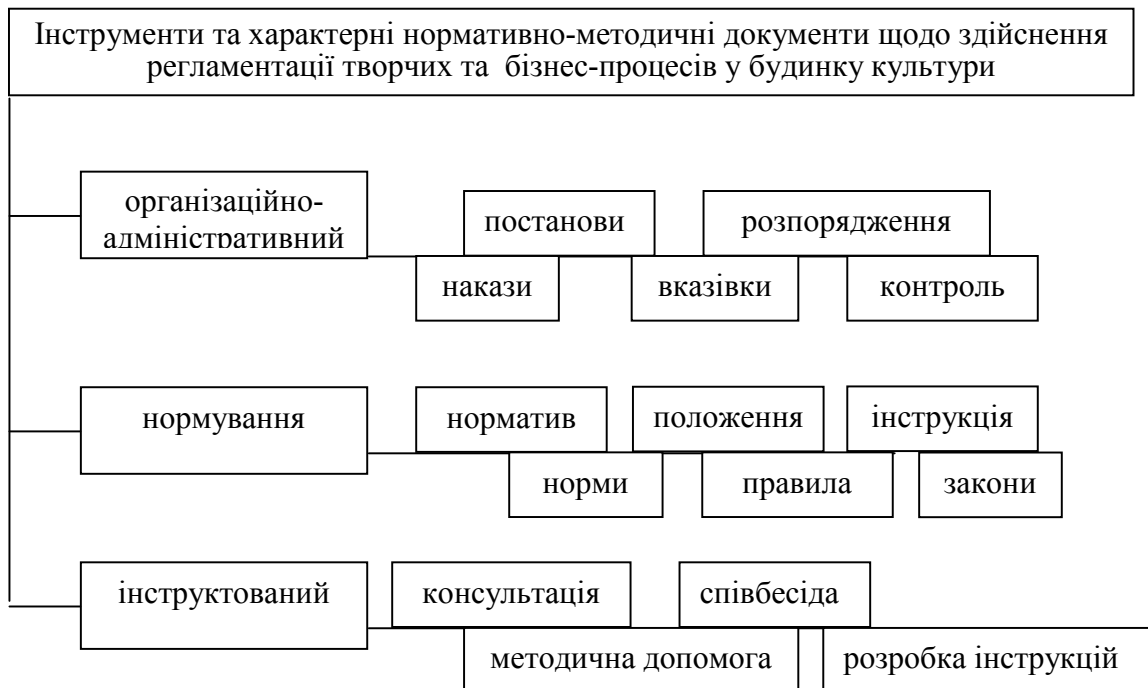 Інструменти та характерні нормативно-методичні документи щодо здійснення
регламентації творчих та бізнес-процесів у будинку культури
організаційно-
адміністративний
постанови
розпорядження
накази
вказівки
контроль
нормування
норматив
положення
інструкція
норми
правила
закони
інструктований
консультація
співбесіда
методична допомога
розробка інструкцій